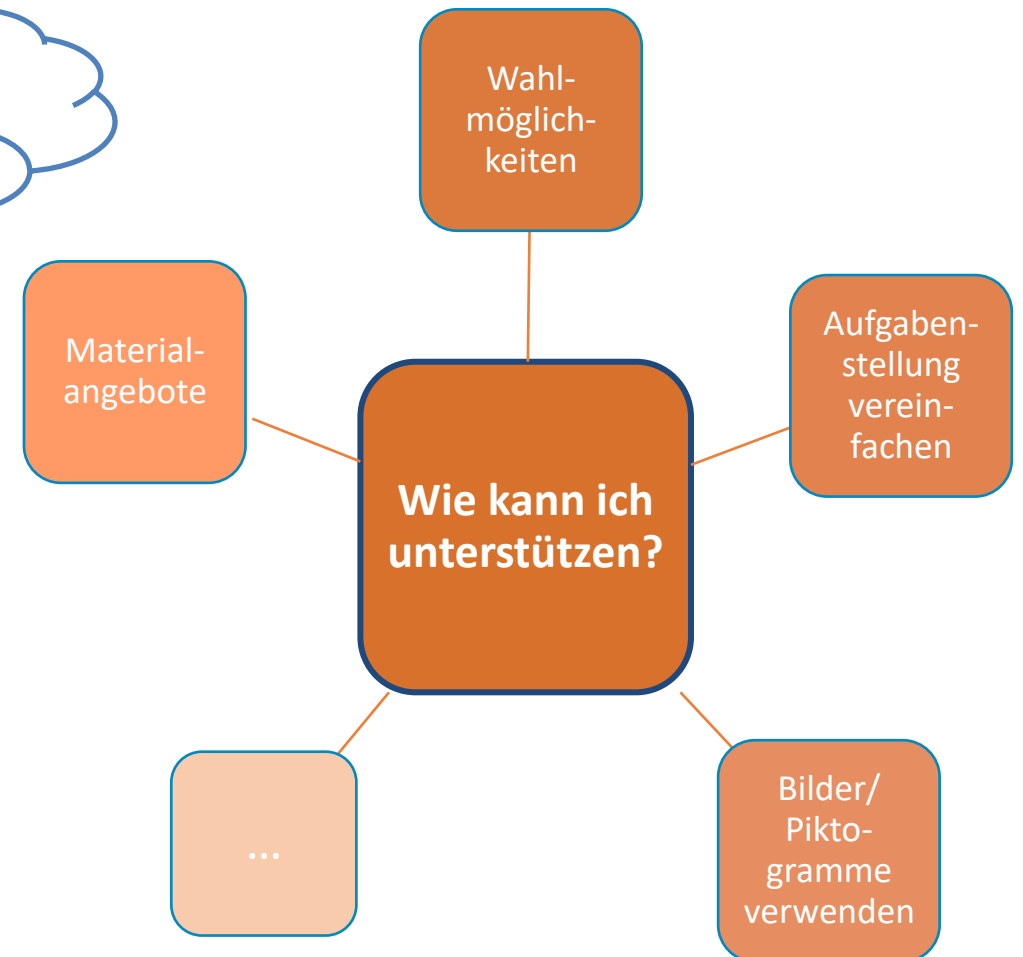 Wahl-
möglich-
keiten
Aufgaben-
stellung
verein-
fachen
Material-
angebote
Wie kann ich
unterstützen?
Bilder/
Pikto-
gramme
verwenden
...